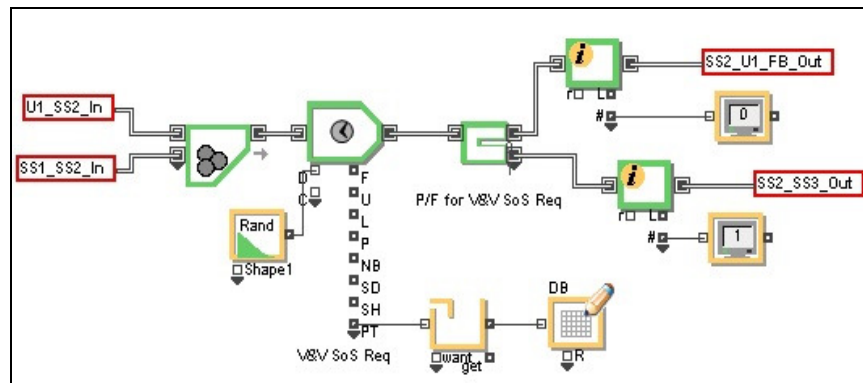 U1_SS2_In
SS1_SS2_In
D
C
Rand
Shape1
F
U
L
P
NB
SD
SH
PT
V&V SoS Req
P/F for V&V SoS Req
i
r L
#
0
SS2_U1_FB_Out
i
r L
#
1
SS2_SS3_Out
want
get
DB
R